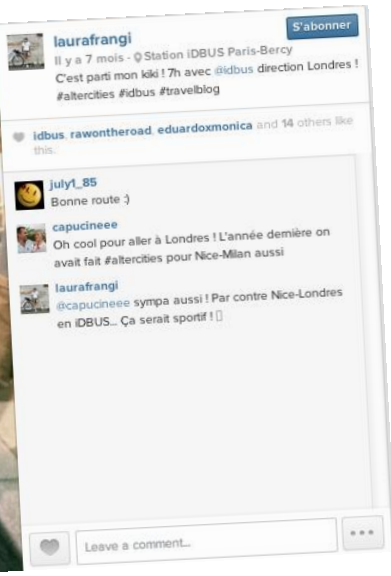 laurafrangi
S'abonner
Il y a 7 mois - Station iDBUS Paris-Bercy
C'est parti mon kiki ! 7h avec @idbus direction Londres !
#altercities #idbus #travelblog
idbus, rawontheroad, eduardoxmonica and 14 others like
this.
july1_85
Bonne route :)
capucineee
Oh cool pour aller à Londres ! L'année dernière on
avait fait #altercities pour Nice-Milan aussi
laurafrangi
@capucineee sympa aussi ! Par contre Nice-Londres
en iDBUS... Ça serait sportif !
Leave a comment...